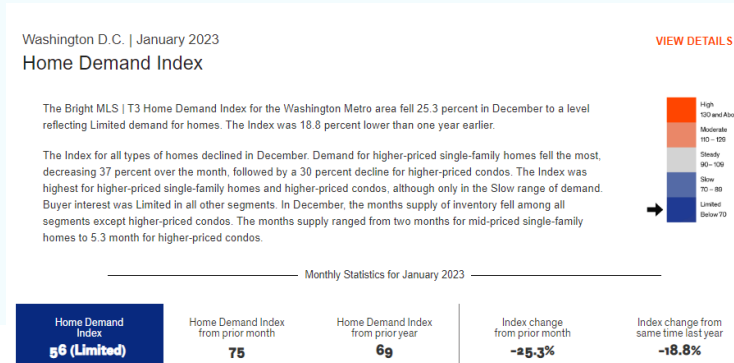 Washington D.C. | January 2023
VIEW DETAILS
Home Demand Index
The Bright MLS | T3 Home Demand Index for the Washington Metro area fell 25.3 percent in December to a level
reflecting Limited demand for homes. The Index was 18.8 percent lower than one year earlier.
The Index for all types of homes declined in December. Demand for higher-priced single-family homes fell the most,
decreasing 37 percent over the month, followed by a 30 percent decline for higher-priced condos. The Index was
highest for higher-priced single-family homes and higher-priced condos, although only in the Slow range of demand.
Buyer interest was Limited in all other segments. In December, the months supply of inventory fell among all
segments except higher-priced condos. The months supply ranged from two months for mid-priced single-family
homes to 5.3 month for higher-priced condos.
High
130 and Abo
Moderate
110 - 129
Steady
90 - 109
Slow
70 - 89
Limited
Below 70
Monthly Statistics for January 2023
Home Demand
Index
56 (Limited)
Home Demand Index
from prior month
75
Home Demand Index
from prior year
69
Index change
from prior month
-25.3%
Index change from
same time last year
-18.8%